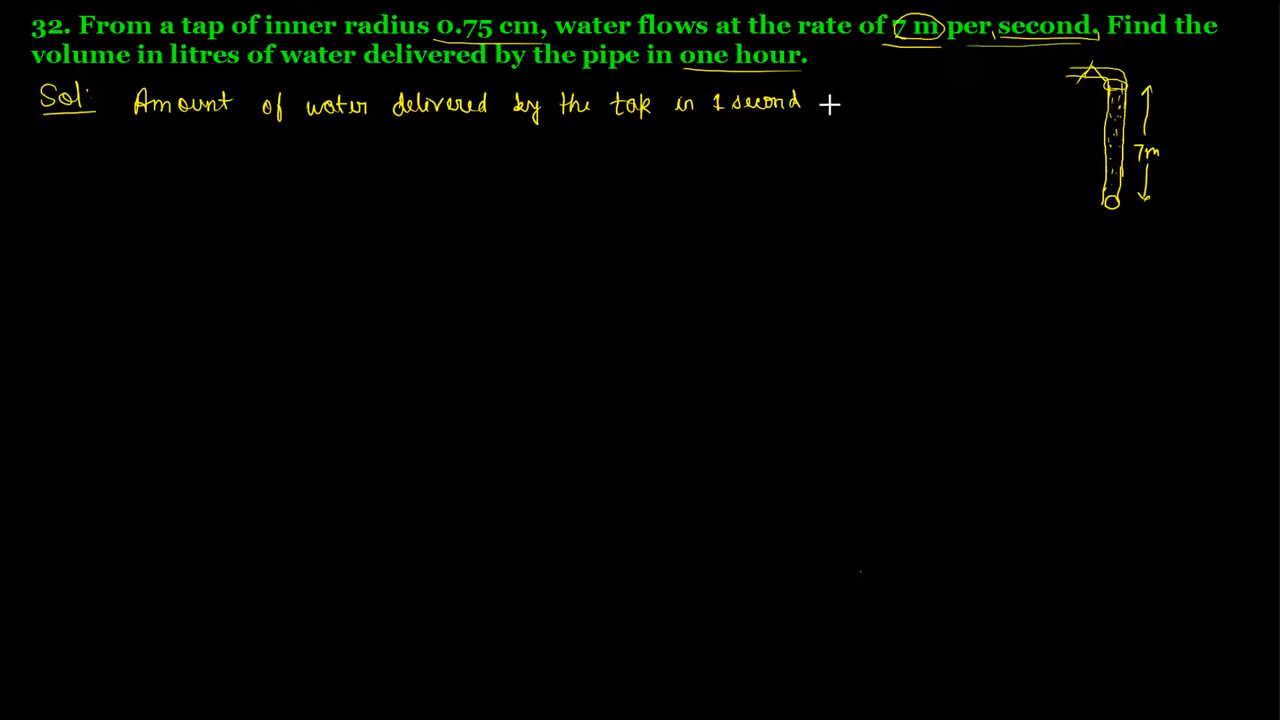 32. From a tap of inner radius 0.75 cm, water flows at the rate of 7 m per second. Find the
volume in litres of water delivered by the pipe in one hour.
Sol: Amount of water delivered by the tap in 1 second
7m